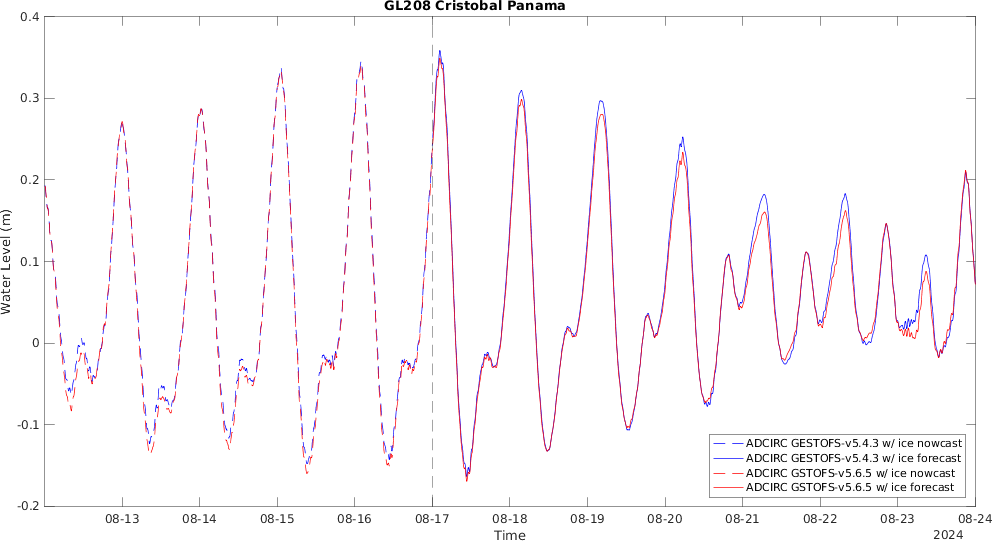 GL208 Cristobal Panama
0.4
0.3
0.2
0.1
0
-0.1
-0.2
Water Level (m)
ADCIRC GESTOFS-v5.4.3 w/ ice nowcast
ADCIRC GESTOFS-v5.4.3 w/ ice forecast
ADCIRC GSTOFS-v5.6.5 w/ ice nowcast
ADCIRC GSTOFS-v5.6.5 w/ ice forecast
08-13 08-14 08-15 08-16 08-17 08-18 08-19 08-20 08-21 08-22 08-23 08-24
Time
2024